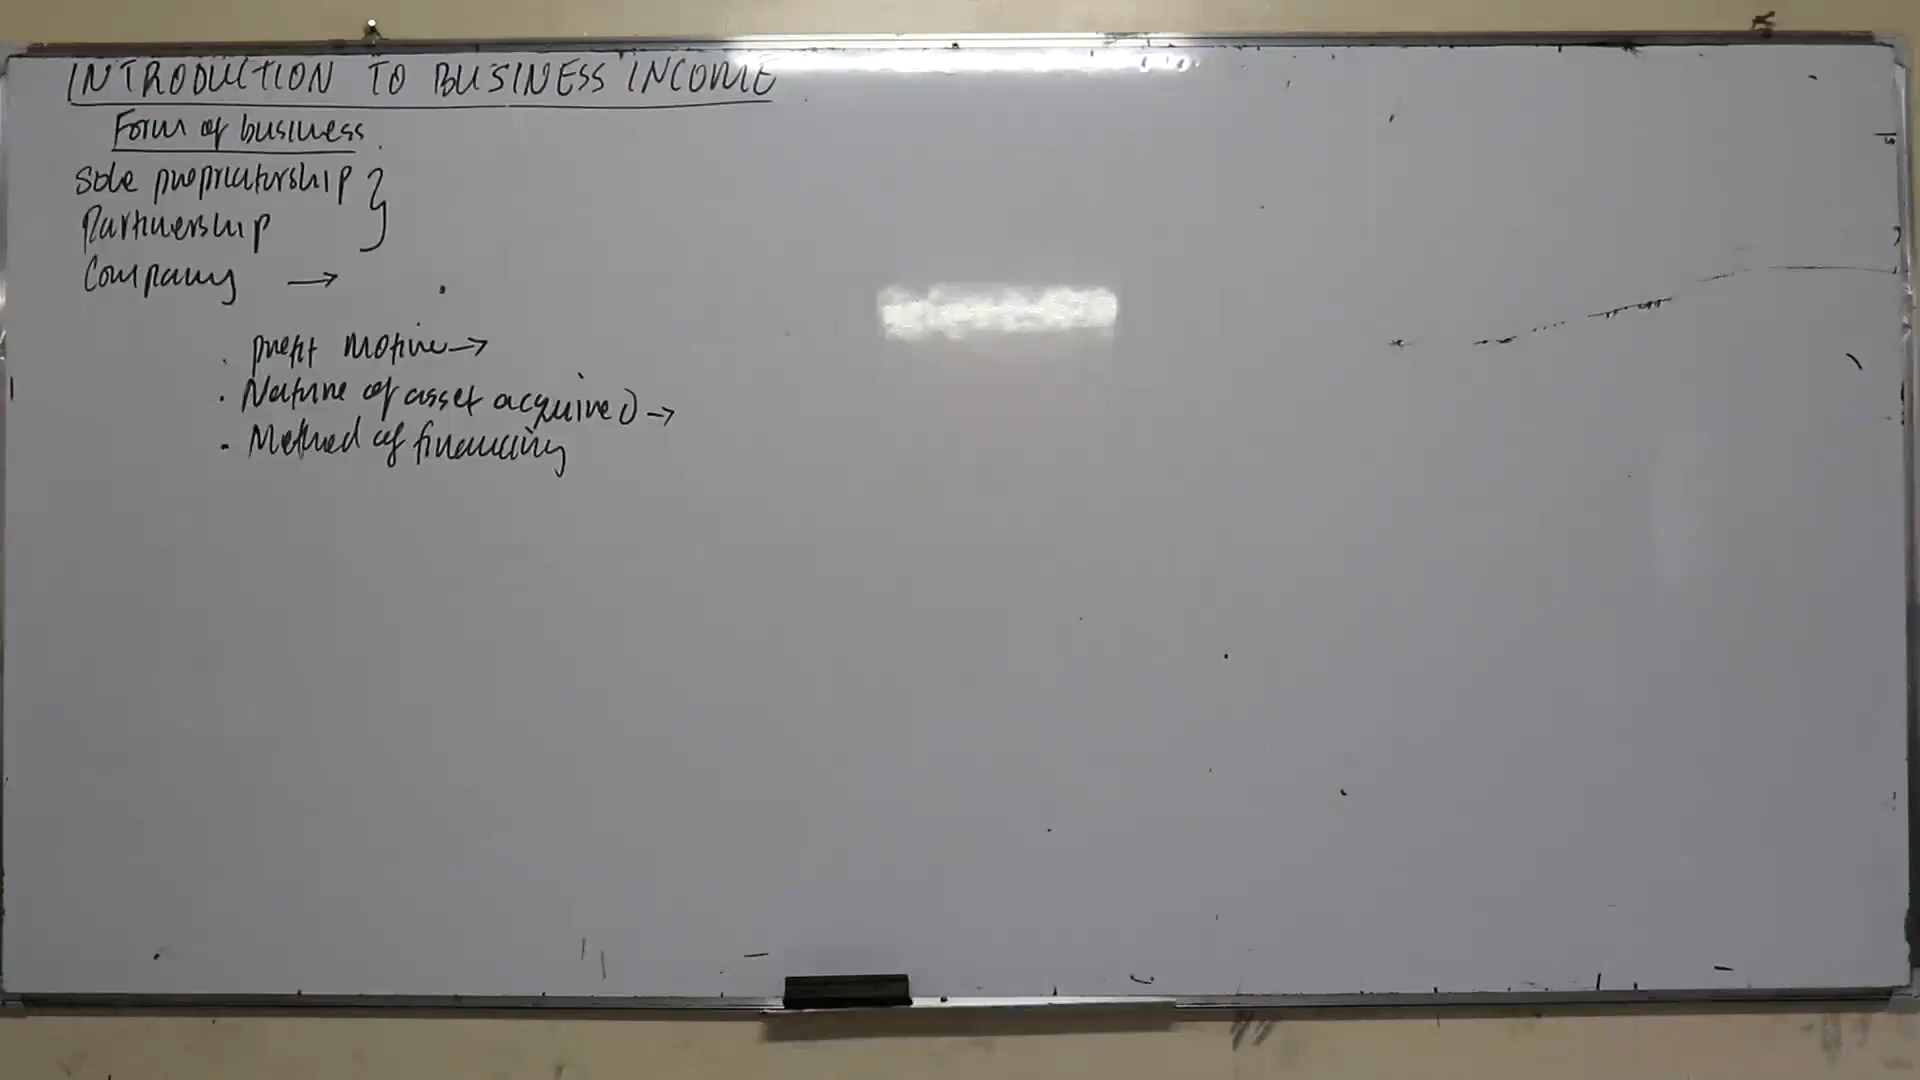 INTRODUCTION TO BUSINESS INCOME
Form of business
Sole proprietorship }
Partnership
Company →
. profit motive →
. Nature of asset acquired →
. Method of financing